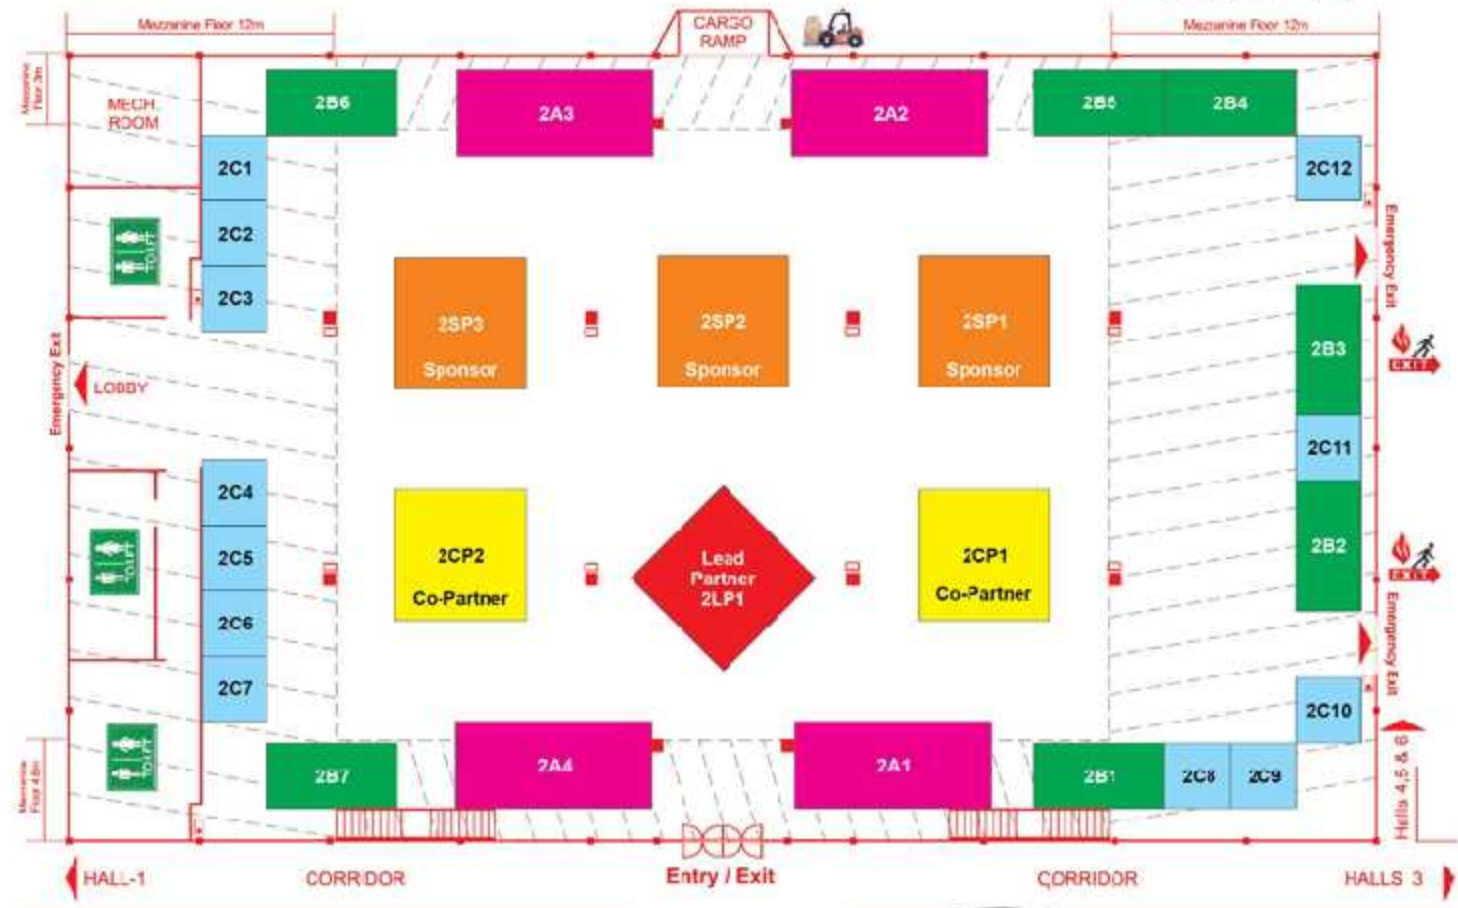 Mezzanine Floor 12m
CARGO
RAMP
Mezzanine Floor 12m
Mezzanine
Floor 3m
MECH.
ROOM
2B6
2A3
2A2
2B5
2B4
2C1
2C12
2C2
2C3
TOILET
Emergency Exit
2SP3
Sponsor
2SP2
Sponsor
2SP1
Sponsor
2B3
EXIT
Emergency Exit
LOBBY
2C11
2C4
2C5
2C6
2C7
TOILET
2CP2
Co-Partner
Lead
Partner
2LP1
2CP1
Co-Partner
2B2
EXIT
Emergency Exit
2C10
TOILET
Mezzanine
Floor 4.8m
2B7
2A4
2A1
2B1
2C8
2C9
Halls 4,5 & 6
HALL-1
CORRIDOR
Entry / Exit
CORRIDOR
HALLS 3